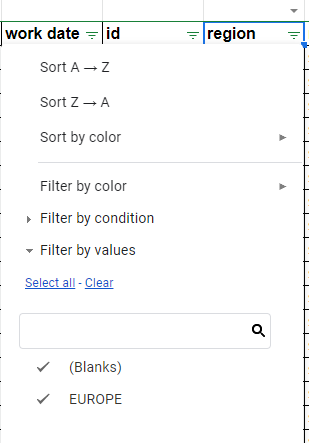 work date id region
Sort A → Z
Sort Z → A
Sort by color
Filter by color
Filter by condition
Filter by values
Select all - Clear
(Blanks)
EUROPE